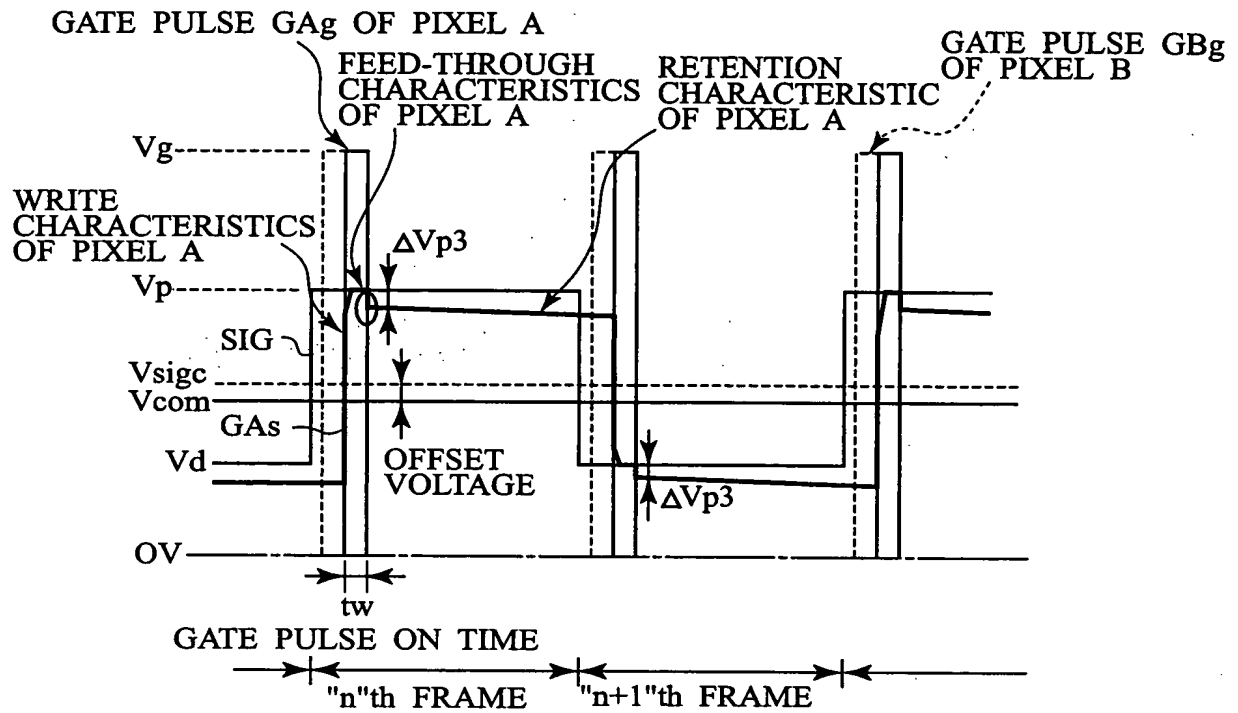 GATE PULSE GAg OF PIXEL A
FEED-THROUGH
CHARACTERISTICS
OF PIXEL A
RETENTION
CHARACTERISTIC
OF PIXEL A
GATE PULSE GBg
OF PIXEL B
Vg
WRITE
CHARACTERISTICS
OF PIXEL A
ΔVp3
Vp
SIG
Vsigc
Vcom
GAs
Vd
OFFSET
VOLTAGE
ΔVp3
OV
tw
GATE PULSE ON TIME
"n"th FRAME
"n+1"th FRAME